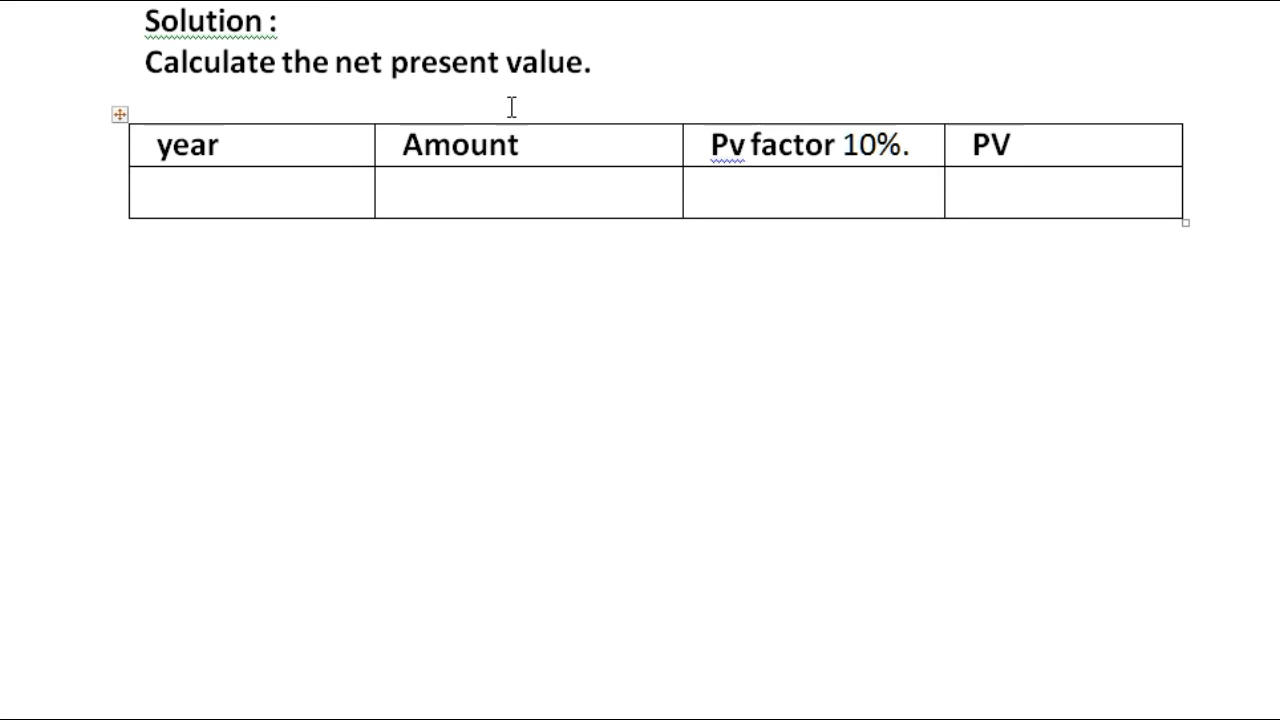 Solution :
Calculate the net present value.
year Amount Pv factor 10%. PV